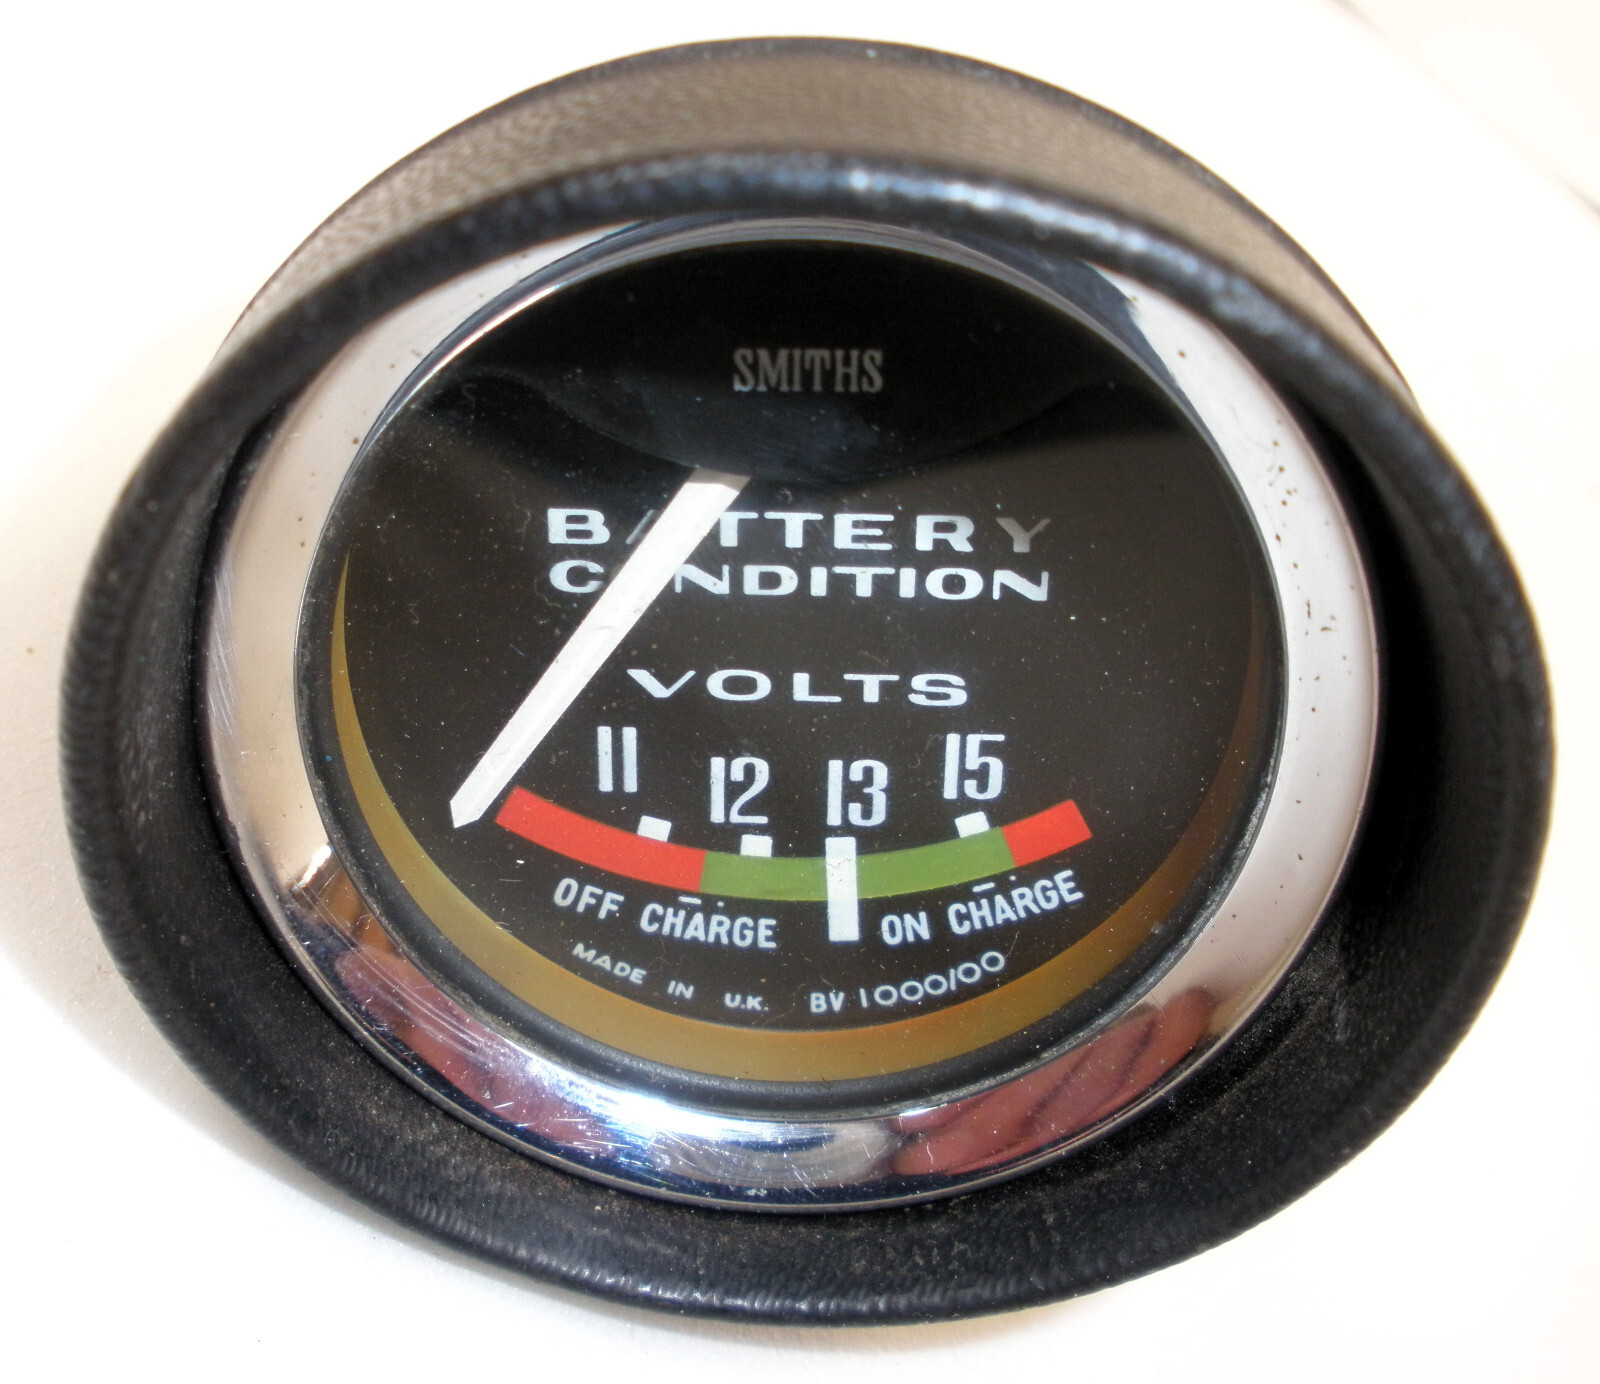 SMITHS
BATTERY
CONDITION
VOLTS
11 12 13 15
OFF CHARGE ON CHARGE
MADE IN U.K. BV 1000/00